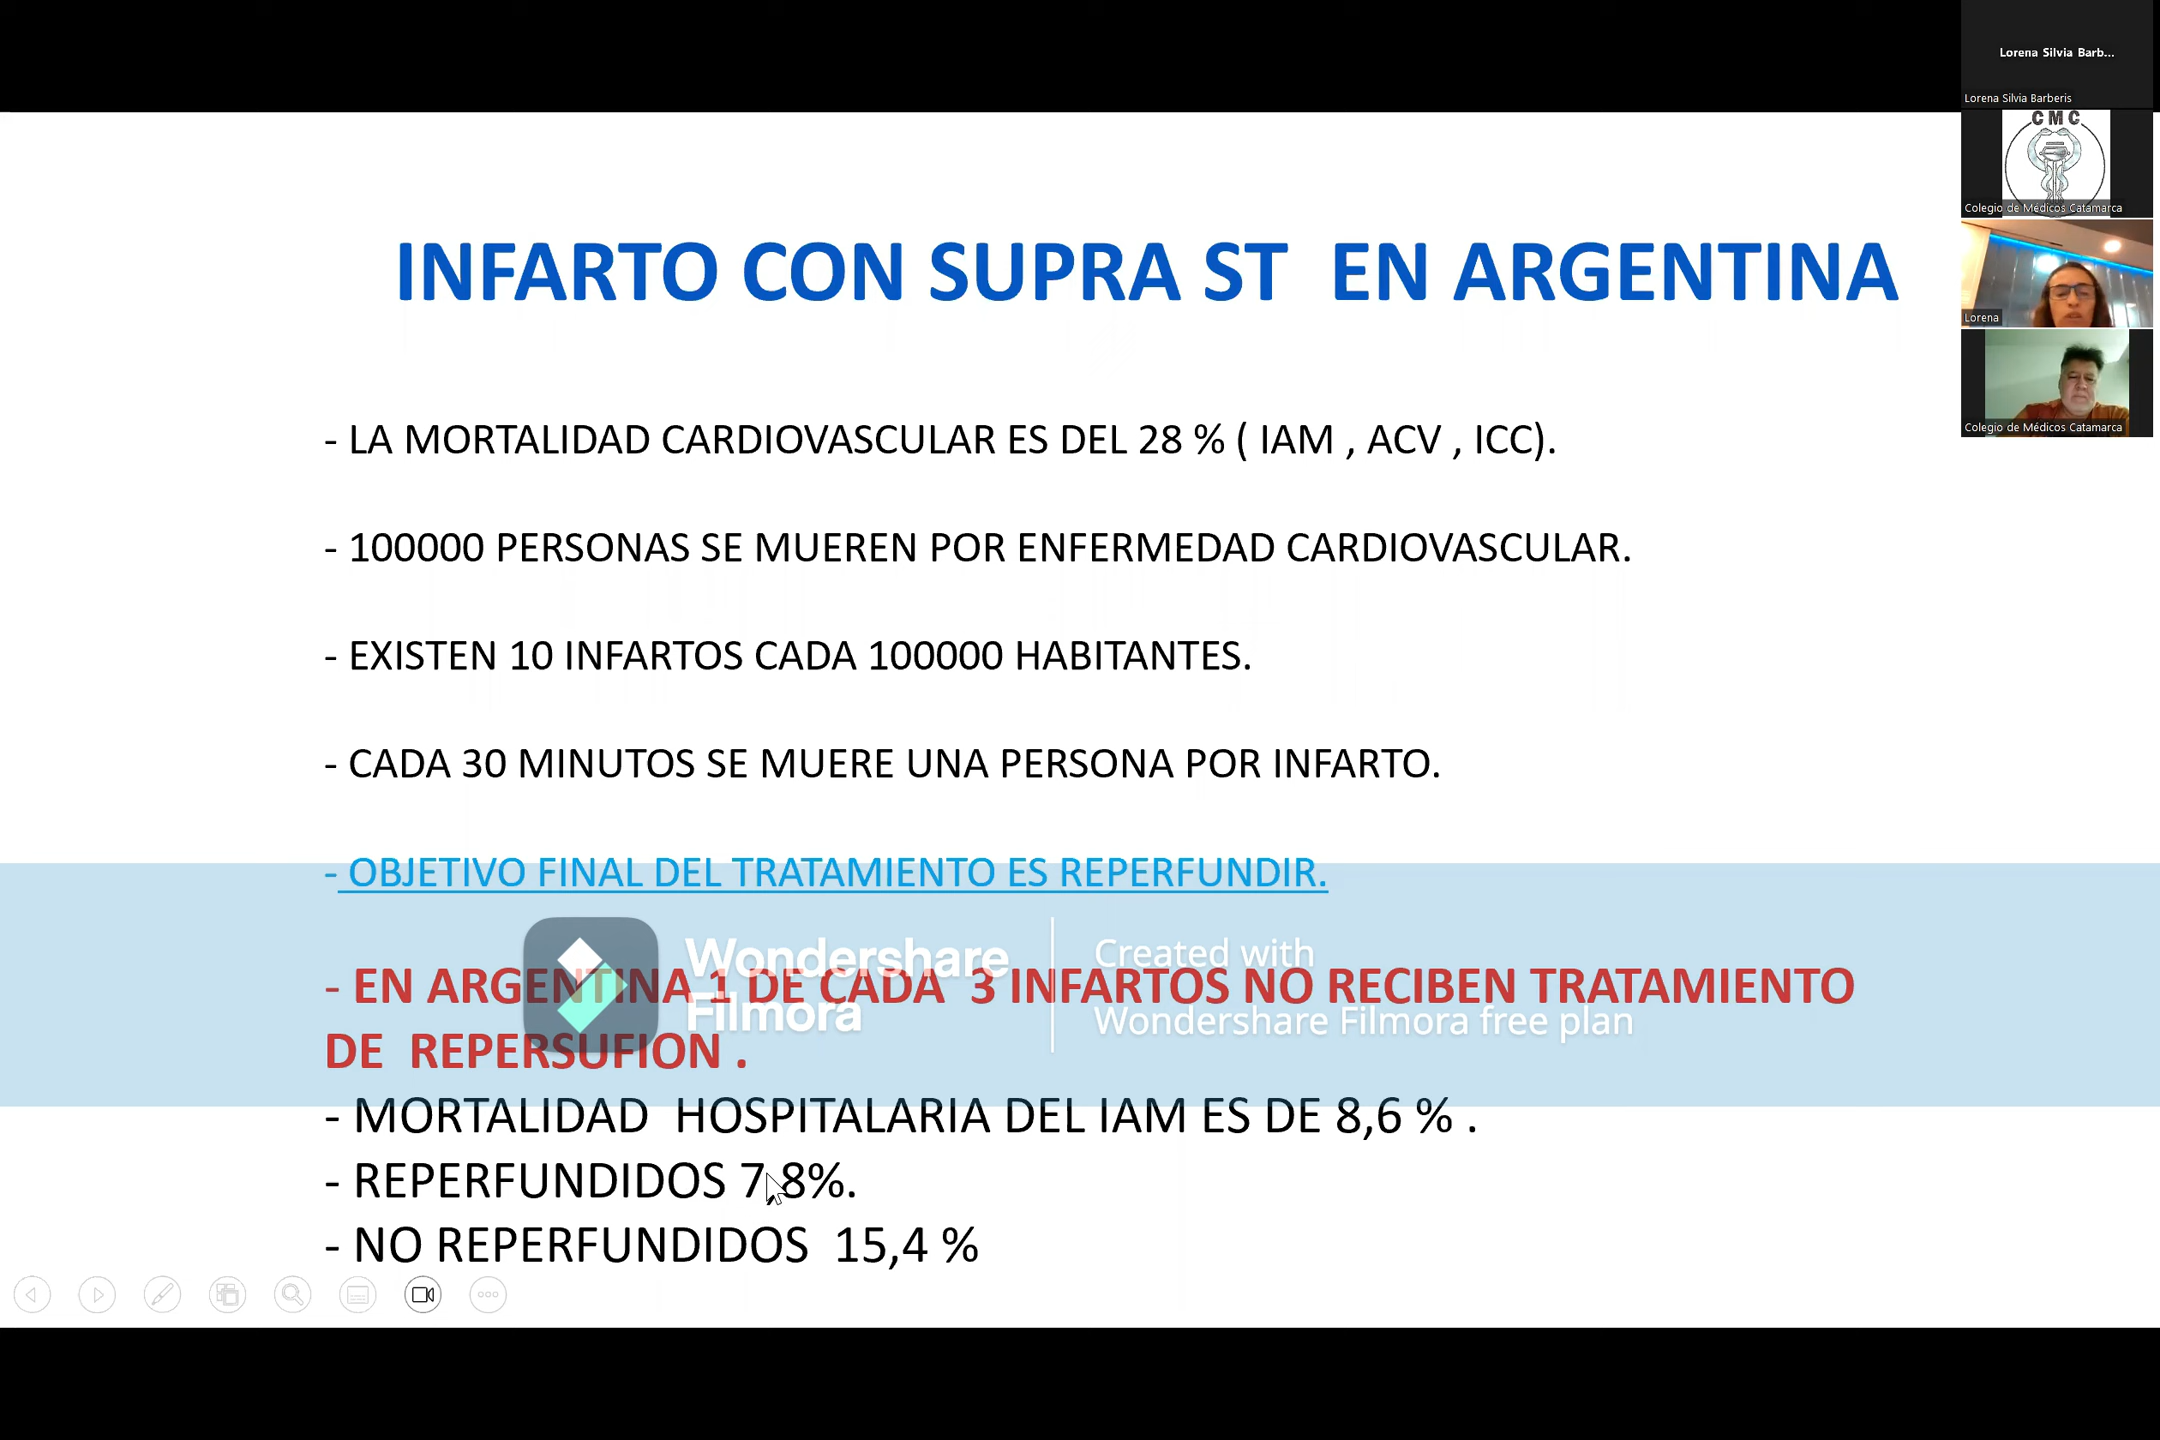 Lorena Silvia Barb...
Lorena Silvia Barberis
CMC
Colegio de Médicos Catamarca
Lorena
Colegio de Médicos Catamarca
INFARTO CON SUPRA ST EN ARGENTINA
- LA MORTALIDAD CARDIOVASCULAR ES DEL 28 % ( IAM , ACV , ICC).
- 100000 PERSONAS SE MUEREN POR ENFERMEDAD CARDIOVASCULAR.
- EXISTEN 10 INFARTOS CADA 100000 HABITANTES.
- CADA 30 MINUTOS SE MUERE UNA PERSONA POR INFARTO.
- OBJETIVO FINAL DEL TRATAMIENTO ES REPERFUNDIR.
- EN ARGENTINA 1 DE CADA 3 INFARTOS NO RECIBEN TRATAMIENTO
DE REPERSUFION .
Wondershare
Filmora
Created with
Wondershare Filmora free plan
- MORTALIDAD HOSPITALARIA DEL IAM ES DE 8,6 % .
- REPERFUNDIDOS 7,8%.
- NO REPERFUNDIDOS 15,4 %